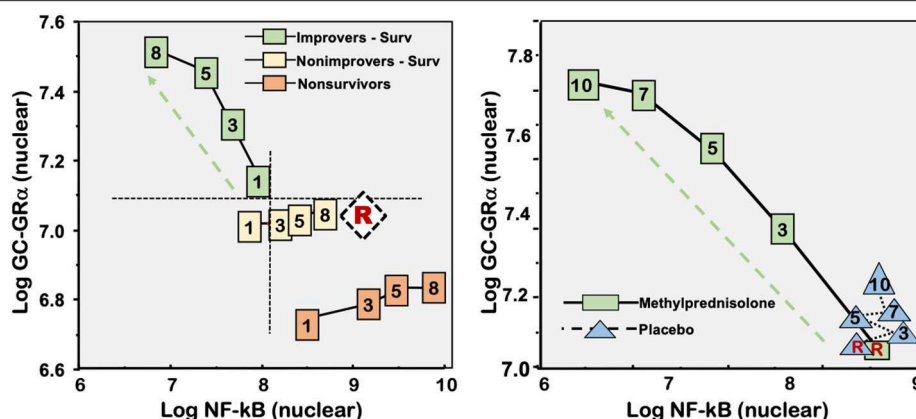 7.6
7.4
7.2
7.0
6.8
6.6
Log GC-GRα (nuclear)
Improvers - Surv
Nonimprovers - Surv
Nonsurvivors
8
5
3
1
1
3
5
8
R
1
3
5
8
6 7 8 9 10
Log NF-kB (nuclear)
7.8
7.6
7.4
7.2
7.0
Log GC-GRα (nuclear)
10
7
5
3
10
7
5
3
R
R
Methylprednisolone
Placebo
6 7 8 9
Log NF-kB (nuclear)